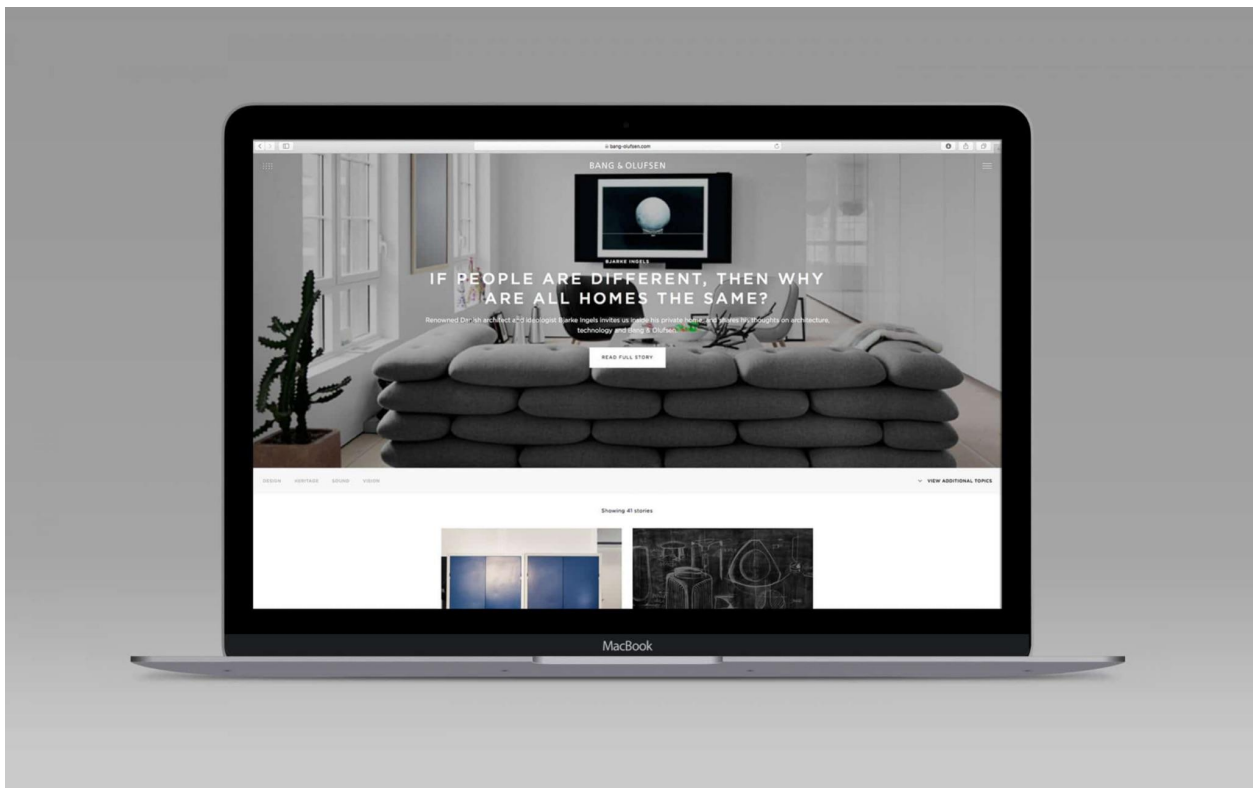 bang-olufsen.com
BANG & OLUFSEN
BJARKE INGELS
IF PEOPLE ARE DIFFERENT, THEN WHY
ARE ALL HOMES THE SAME?
Renowned Danish architect and ideologist Bjarke Ingels invites us inside his private home, and shares his thoughts on architecture,
technology and Bang & Olufsen
READ FULL STORY
DESIGN HERITAGE SOUND VISION
VIEW ADDITIONAL TOPICS
Showing 41 stories
MacBook